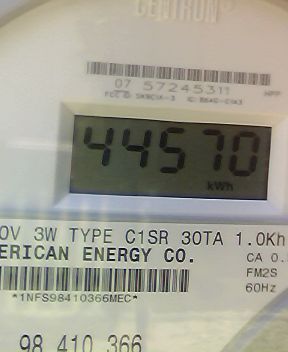 CENTRON
07 57245311
44570
kWh
0V 3W TYPE C1SR 30TA 1.0Kh
ERICAN ENERGY CO.
CA 0.
FM2S
*1NFS98410366MEC*
60Hz
98 410 366